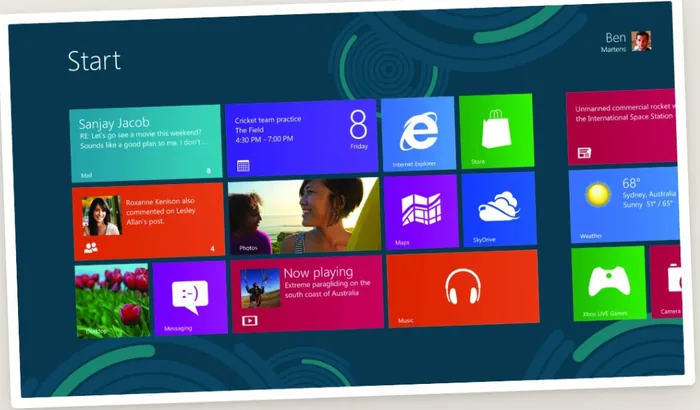 Start
Ben
Martens
Sanjay Jacob
RE: Let's go see a movie this weekend?
Sounds like a good plan to me. I don't...
Mail
8
Cricket team practice
The Field
4:30 PM - 7:00 PM
8
Friday
Internet Explorer
Store
Unmanned commercial rocket w
the International Space Station
Roxanne Kenison also
commented on Lesley
Allan's post.
4
Photos
Maps
SkyDrive
68°
Sydney, Australia
Sunny 51° / 65°
Weather
Desktop
Messaging
Now playing
Extreme paragliding on the
south coast of Australia
Music
Xbox LIVE Games
Camera